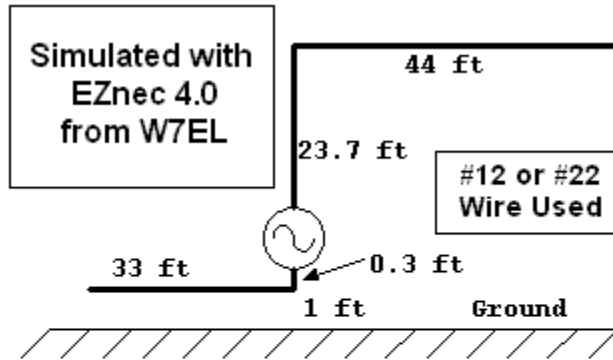 Simulated with
EZnec 4.0
from W7EL
44 ft
23.7 ft
#12 or #22
Wire Used
33 ft
0.3 ft
1 ft
Ground